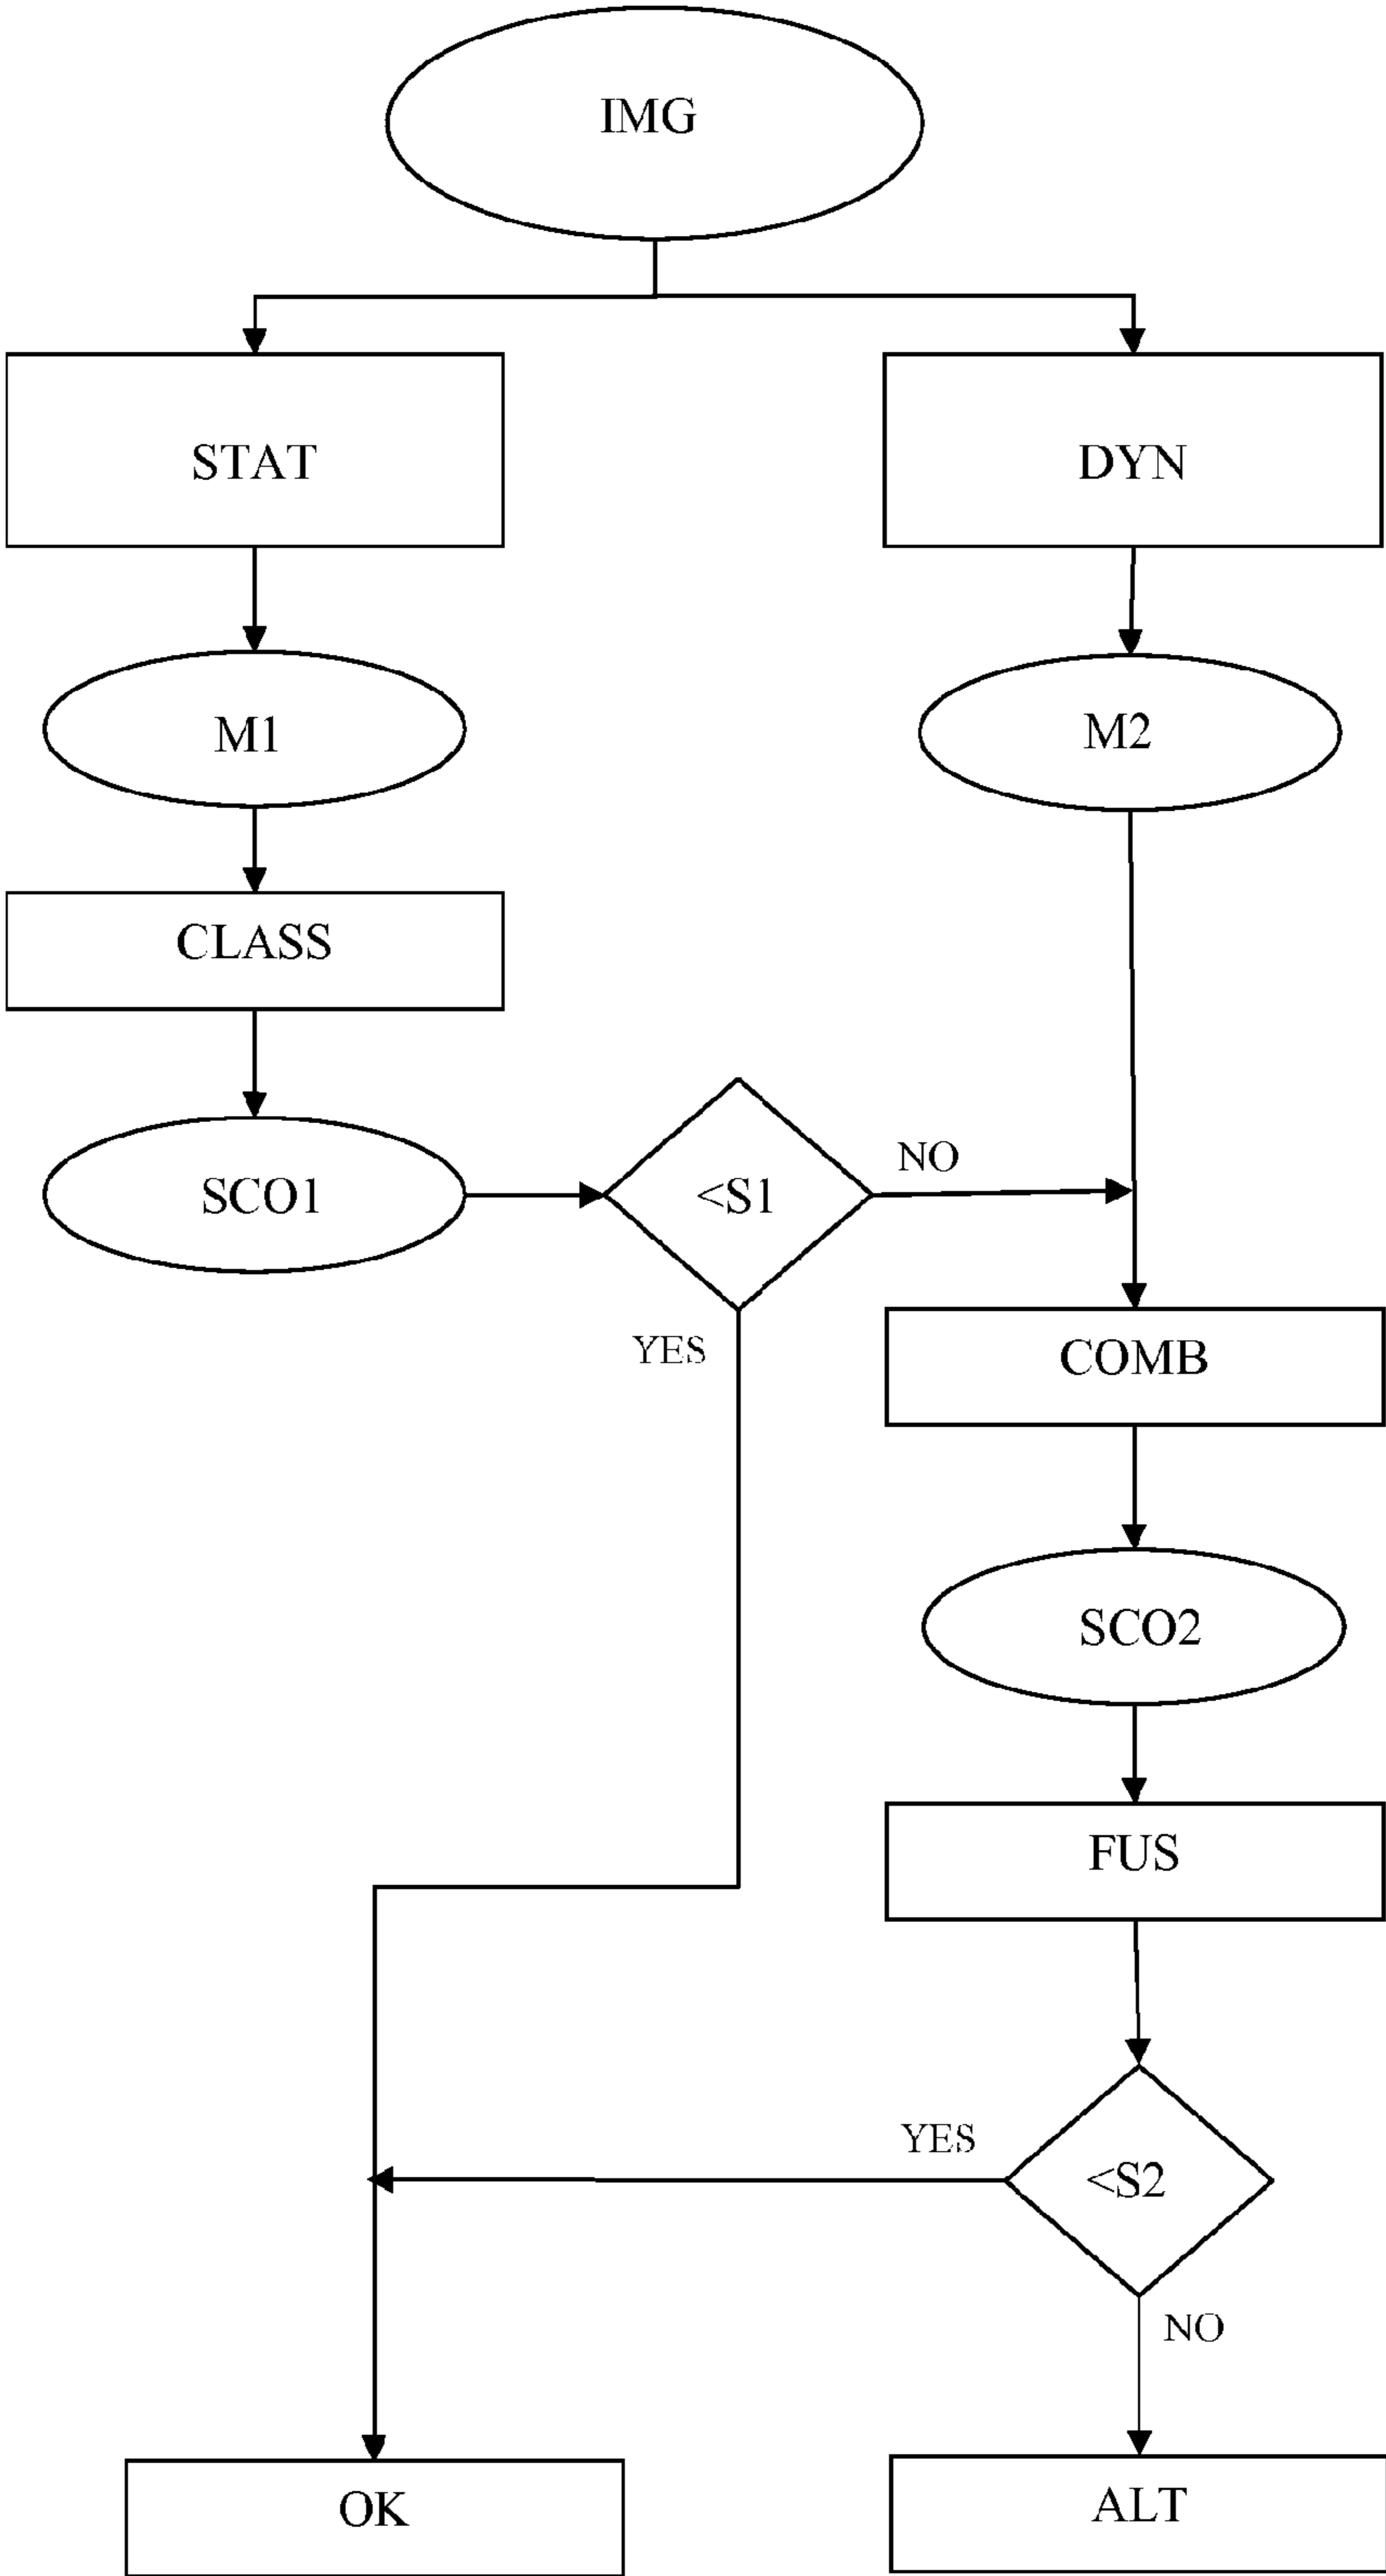 IMG
STAT
DYN
M1
M2
CLASS
SCO1
<S1
NO
YES
COMB
SCO2
FUS
YES
<S2
NO
OK
ALT